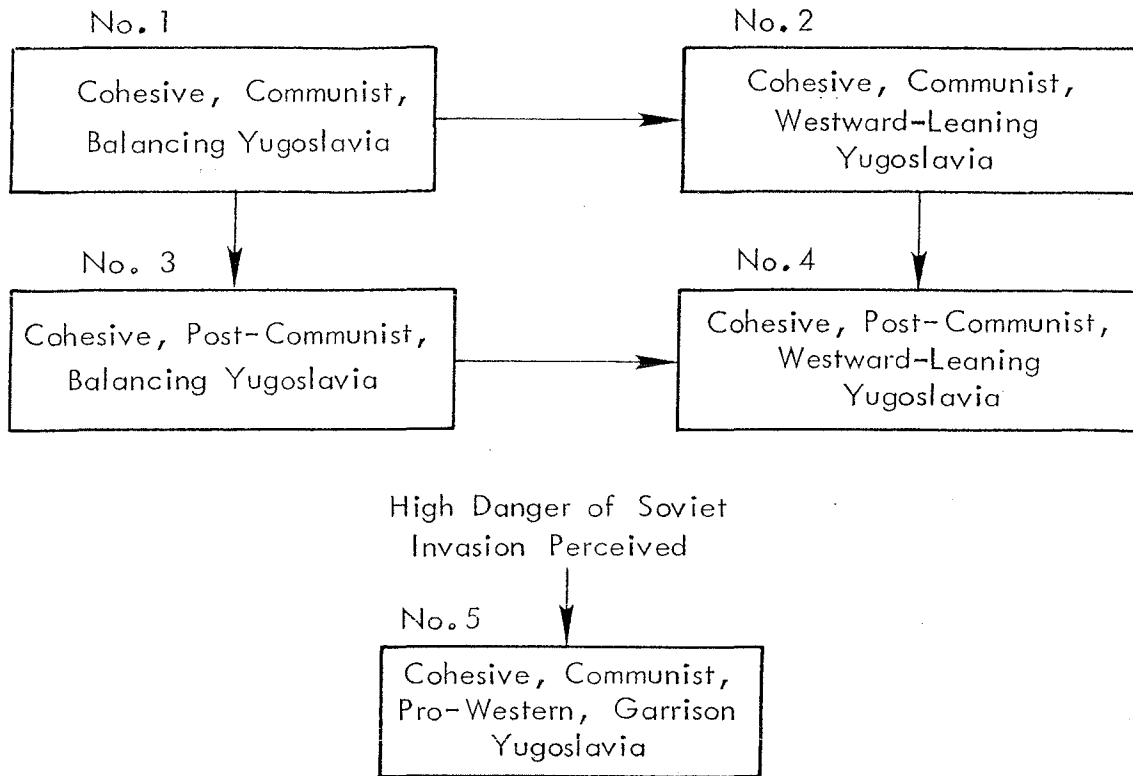 No. 1
Cohesive, Communist,
Balancing Yugoslavia
No. 2
Cohesive, Communist,
Westward-Leaning
Yugoslavia
No. 3
Cohesive, Post-Communist,
Balancing Yugoslavia
No. 4
Cohesive, Post-Communist,
Westward-Leaning
Yugoslavia
High Danger of Soviet
Invasion Perceived
No. 5
Cohesive, Communist,
Pro-Western, Garrison
Yugoslavia